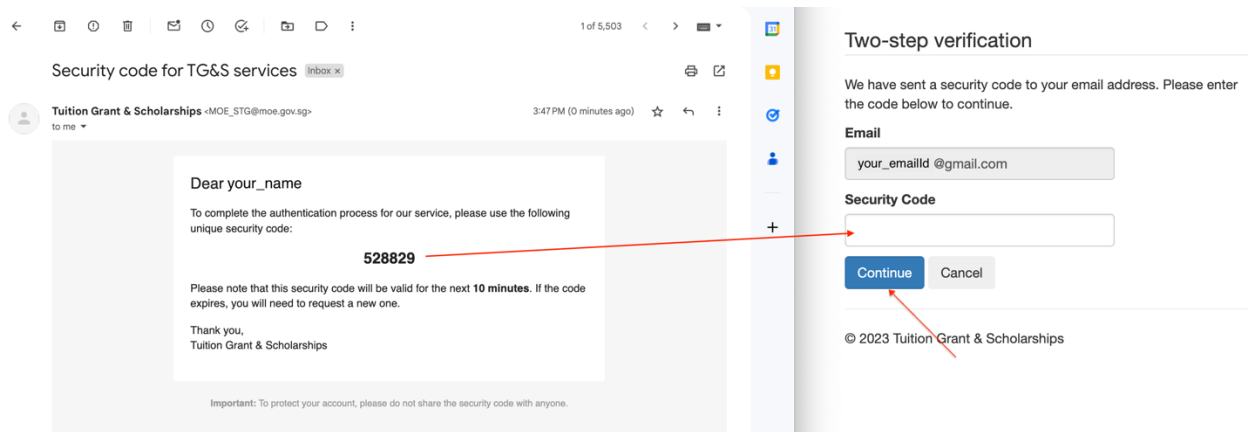 1 of 5,503
31
Security code for TG&S services Inbox ×
Tuition Grant & Scholarships <MOE_STG@moe.gov.sg> 3:47 PM (0 minutes ago)
to me
Dear your_name
To complete the authentication process for our service, please use the following
unique security code:
528829
Please note that this security code will be valid for the next 10 minutes. If the code
expires, you will need to request a new one.
Thank you,
Tuition Grant & Scholarships
Important: To protect your account, please do not share the security code with anyone.
Two-step verification
We have sent a security code to your email address. Please enter
the code below to continue.
Email
your_emailId @gmail.com
Security Code
Continue Cancel
© 2023 Tuition Grant & Scholarships